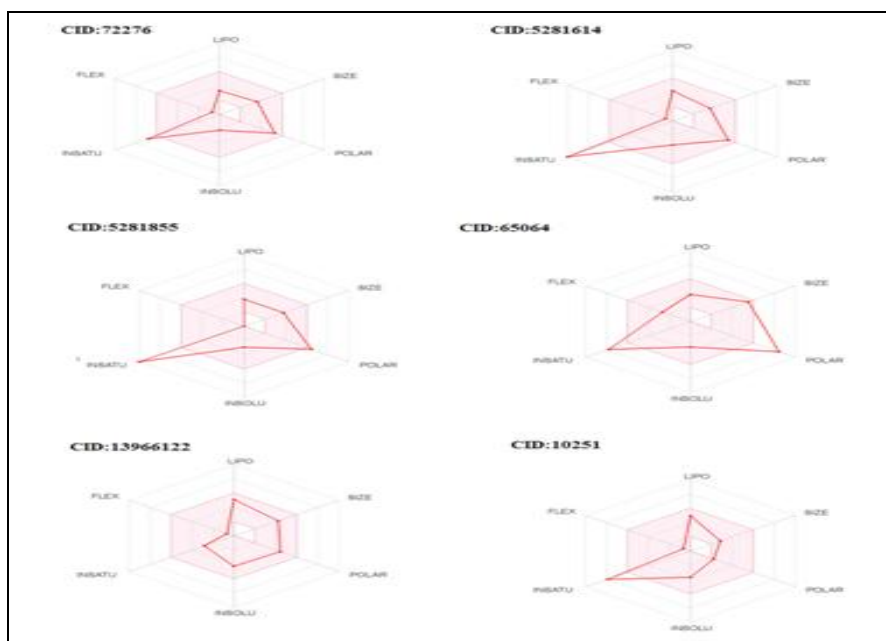 CID:72276
LIPO
FLEX
SIZE
INSATU
POLAR
INSOLU
CID:5281614
LIPO
FLEX
SIZE
INSATU
POLAR
INSOLU
CID:5281855
LIPO
FLEX
SIZE
INSATU
POLAR
INSOLU
CID:65064
LIPO
FLEX
SIZE
INSATU
POLAR
INSOLU
CID:13966122
LIPO
FLEX
SIZE
INSATU
POLAR
INSOLU
CID:10251
LIPO
FLEX
SIZE
INSATU
POLAR
INSOLU